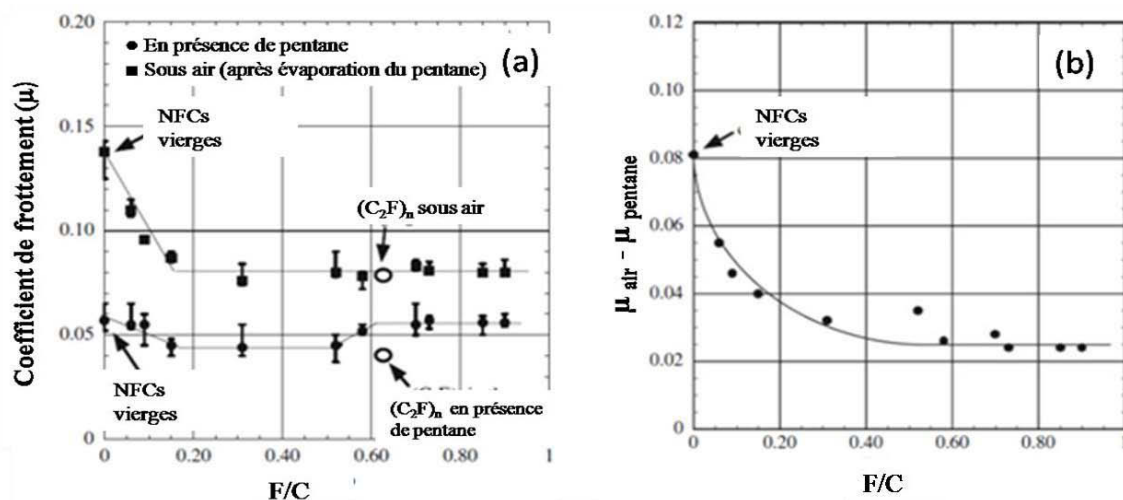 0.20
0.15
0.10
0.05
0
0
0.20
0.40
0.60
0.80
1
Coefficient de frottement (μ)
F/C
En présence de pentane
Sous air (après évaporation du pentane)
(a)
NFCs
vierges
(C₂F)ₙ sous air
NFCs
vierges
(C₂F)ₙ en présence
de pentane
0.12
0.10
0.08
0.06
0.04
0.02
0.00
0
0.20
0.40
0.60
0.80
1
μ air - μ pentane
F/C
(b)
NFCs
vierges